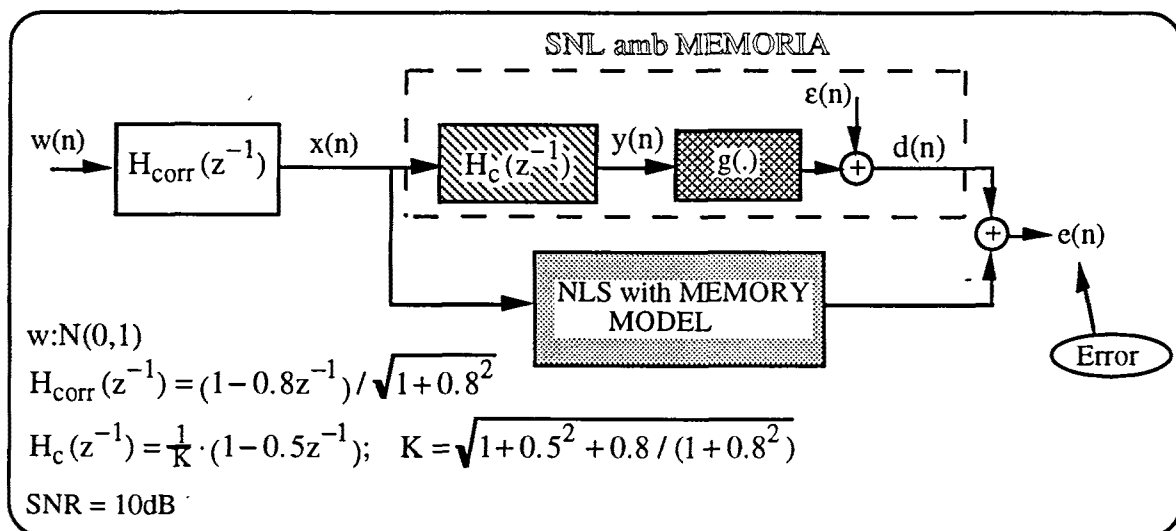 SNL amb MEMORIA
ε(n)
w(n)
H_corr(z^-1)
x(n)
H_c(z^-1)
y(n)
g(.)
+
d(n)
+
e(n)
NLS with MEMORY
MODEL
Error
w:N(0,1)
H_corr(z^-1) = (1-0.8z^-1) / √(1+0.8^2)
H_c(z^-1) = 1/K · (1-0.5z^-1); K = √(1+0.5^2+0.8/(1+0.8^2))
SNR = 10dB